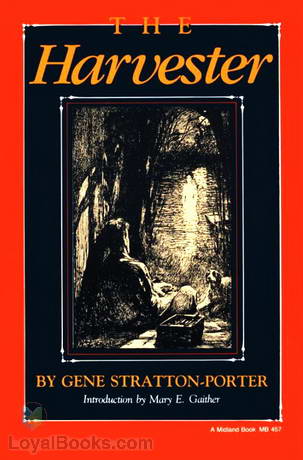 THE
Harvester
BY GENE STRATTON-PORTER
Introduction by Mary E. Gaither
A Midland Book MB 457
LoyalBooks.com